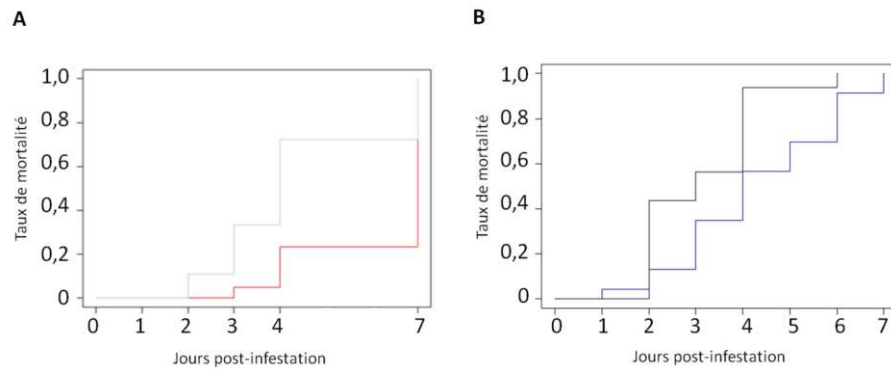 A
Taux de mortalité
1,0
0,8
0,6
0,4
0,2
0
0 1 2 3 4 7
Jours post-infestation
B
Taux de mortalité
1,0
0,8
0,6
0,4
0,2
0
0 1 2 3 4 5 6 7
Jours post-infestation